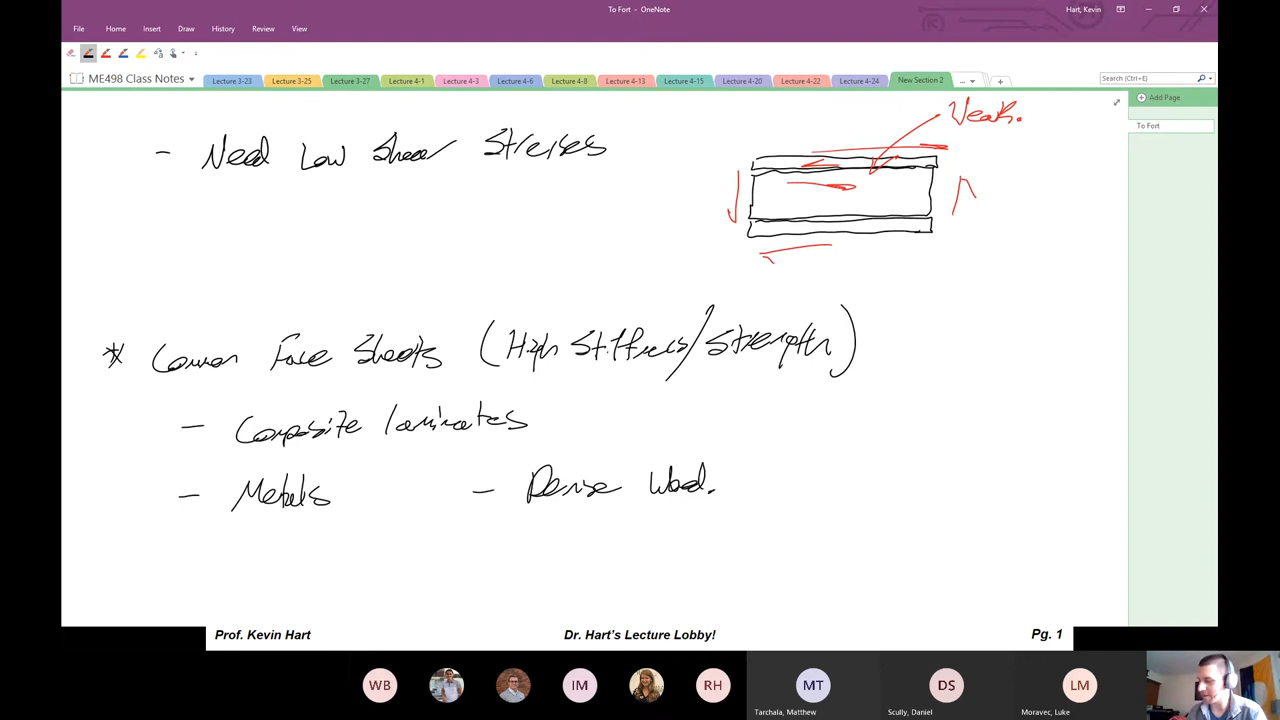 To Fort - OneNote
Hart, Kevin
File Home Insert Draw History Review View
ME498 Class Notes
Lecture 3-23 Lecture 3-25 Lecture 3-27 Lecture 4-1 Lecture 4-3 Lecture 4-6 Lecture 4-8 Lecture 4-13 Lecture 4-15 Lecture 4-20 Lecture 4-22 Lecture 4-24 New Section 2 ...
Search (Ctrl+E)
Add Page
To Fort
Weak.
- Need Low Shear Stresses
* Common Face Sheets (High Stiffness/Strength)
- Composite laminates
- Metals - Dense Wood.
Prof. Kevin Hart Dr. Hart's Lecture Lobby! Pg. 1
WB IM RH MT DS LM
Tarchala, Matthew Scully, Daniel Moravec, Luke